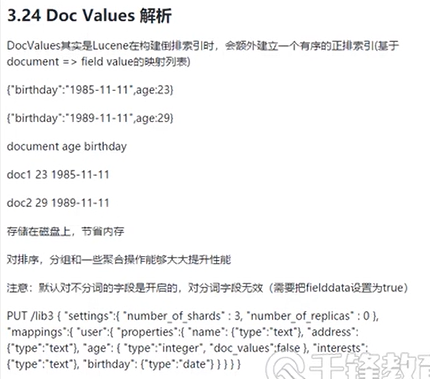 3.24 Doc Values 解析
DocValues其实是Lucene在构建倒排索引时，会额外建立一个有序的正排索引(基于
document => field value的映射列表)
{"birthday":"1985-11-11",age:23}
{"birthday":"1989-11-11",age:29}
document age birthday
doc1 23 1985-11-11
doc2 29 1989-11-11
存储在磁盘上，节省内存
对排序，分组和一些聚合操作能够大大提升性能
注意：默认对不分词的字段是开启的，对分词字段无效（需要把fielddata设置为true）
PUT /lib3 { "settings":{ "number_of_shards" : 3, "number_of_replicas" : 0 },
"mappings":{ "user":{ "properties":{ "name": {"type":"text"}, "address":
{"type":"text"}, "age": { "type":"integer", "doc_values":false }, "interests":
{"type":"text"}, "birthday": {"type":"date"} } } } }
千锋教育